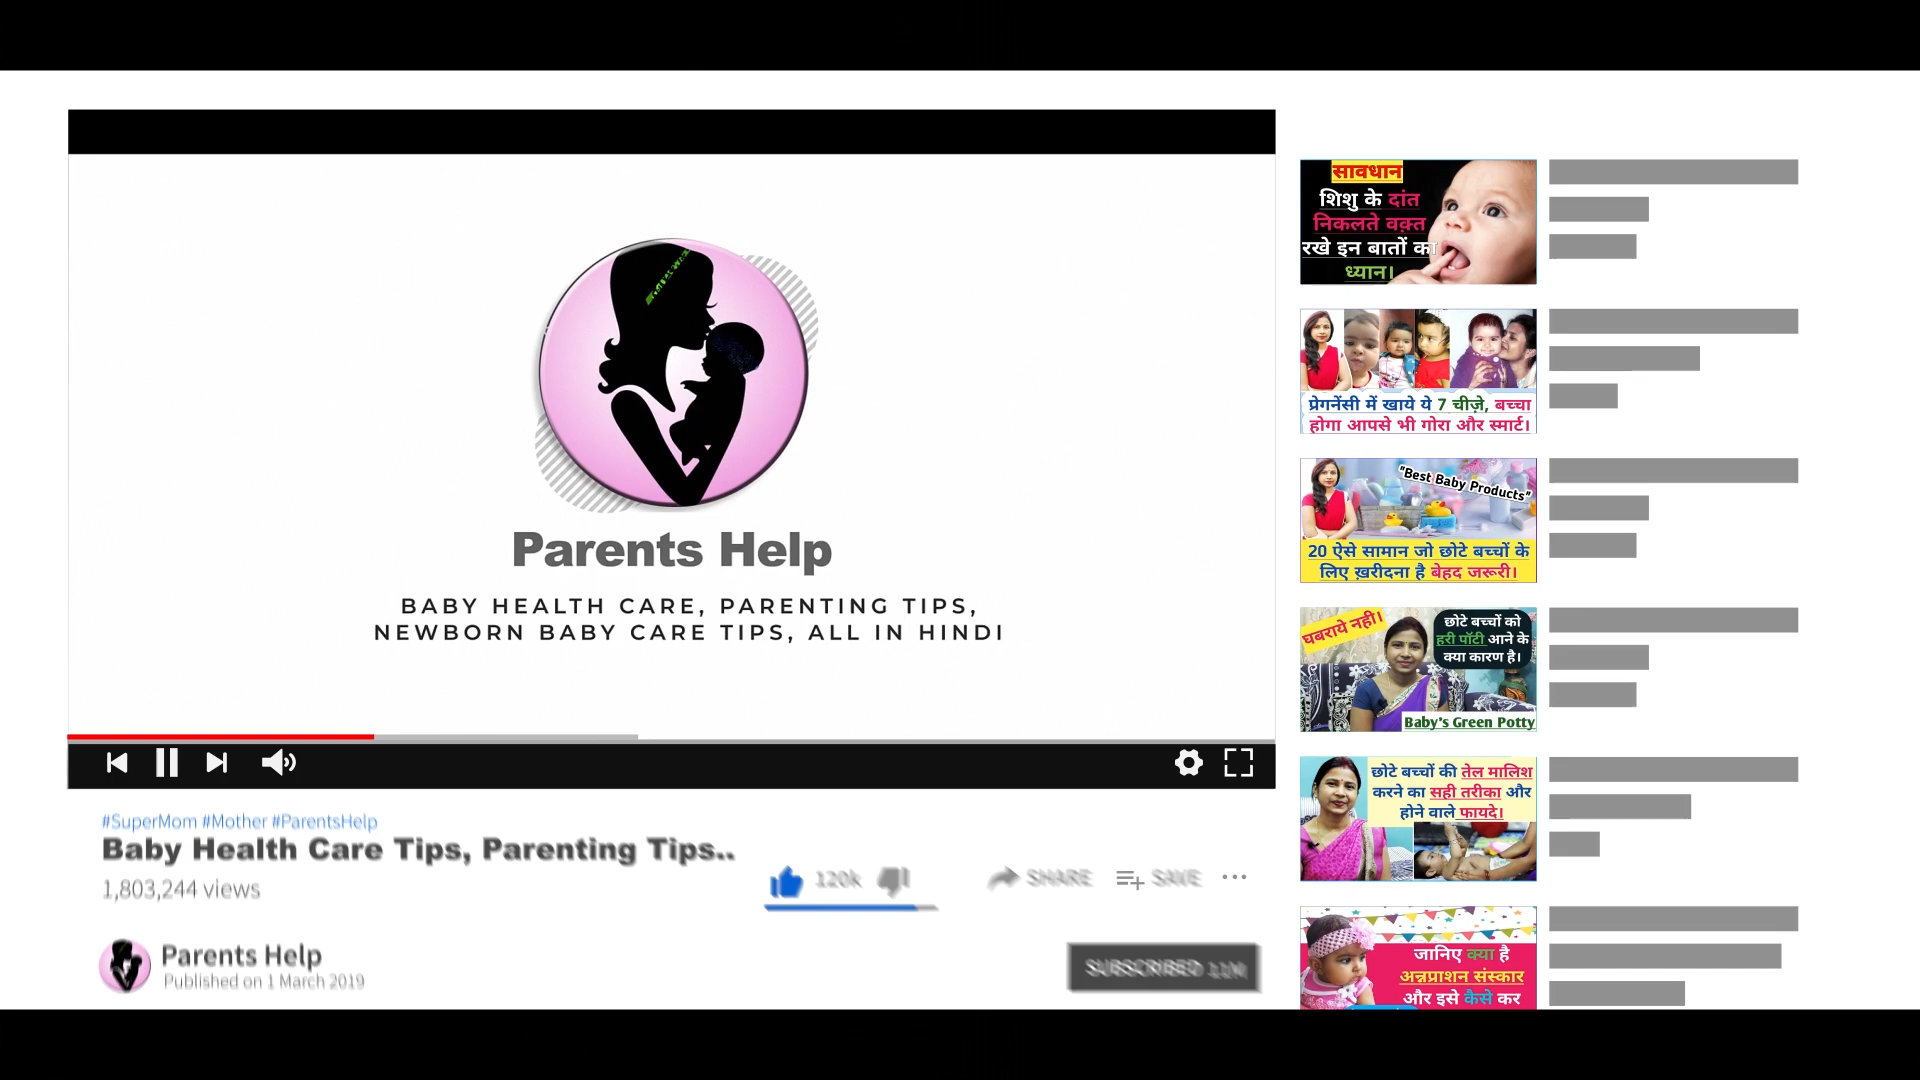 Parents Help
BABY HEALTH CARE, PARENTING TIPS,
NEWBORN BABY CARE TIPS, ALL IN HINDI
#SuperMom #Mother #ParentsHelp
Baby Health Care Tips, Parenting Tips..
1,803,244 views
120k
SHARE
SAVE
Parents Help
Published on 1 March 2019
SUBSCRIBED 11M
सावधान
शिशु के दांत
निकलते वक़्त
रखे इन बातों का
ध्यान।
प्रेगनेंसी में खाये ये 7 चीज़े, बच्चा
होगा आपसे भी गोरा और स्मार्ट।
"Best Baby Products"
20 ऐसे सामान जो छोटे बच्चों के
लिए ख़रीदना है बेहद जरूरी।
घबराये नही।
छोटे बच्चों को
हरी पॉटी आने के
क्या कारण है।
Baby's Green Potty
छोटे बच्चों की तेल मालिश
करने का सही तरीका और
होने वाले फायदे।
जानिए क्या है
अन्नप्राशन संस्कार
और इसे कैसे कर